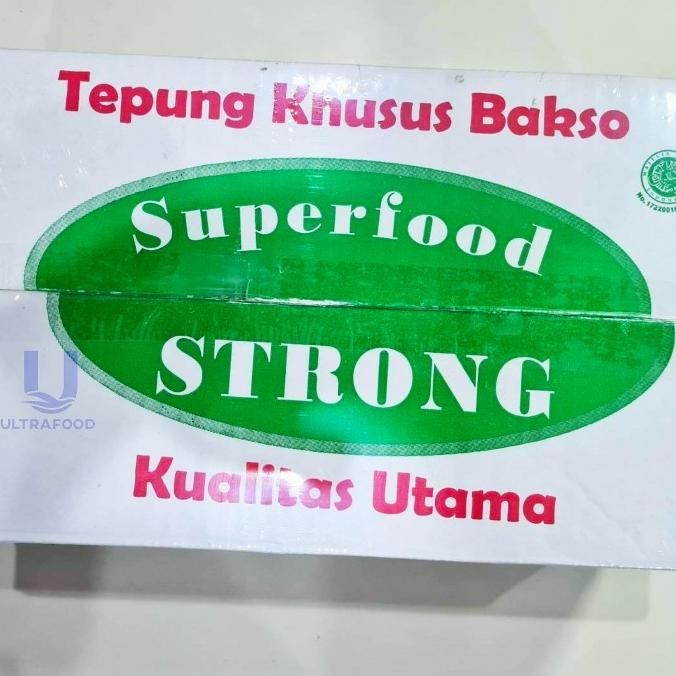 Tepung Khusus Bakso
Superfood
STRONG
ULTRAFOOD
Kualitas Utama